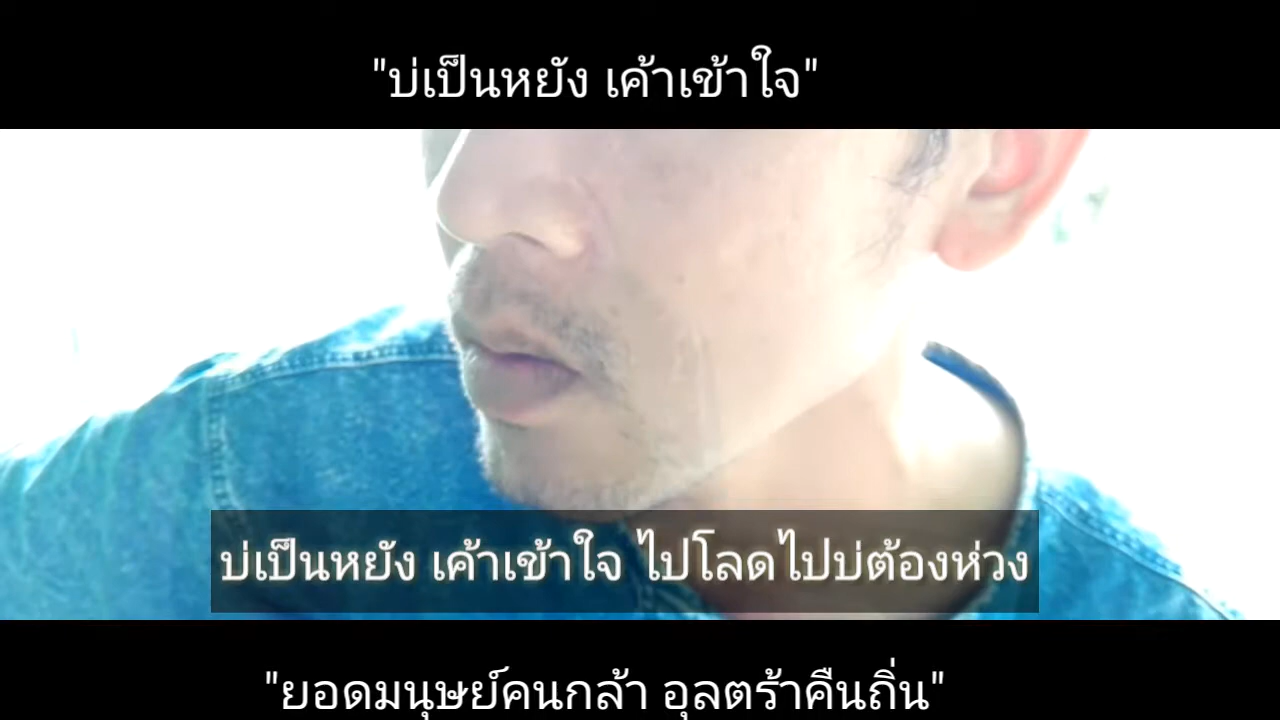 "บ่เป็นหยัง เค้าเข้าใจ"
บ่เป็นหยัง เค้าเข้าใจ ไปโลดไปบ่ต้องห่วง
"ยอดมนุษย์คนกล้า อุลตร้าคืนถิ่น"